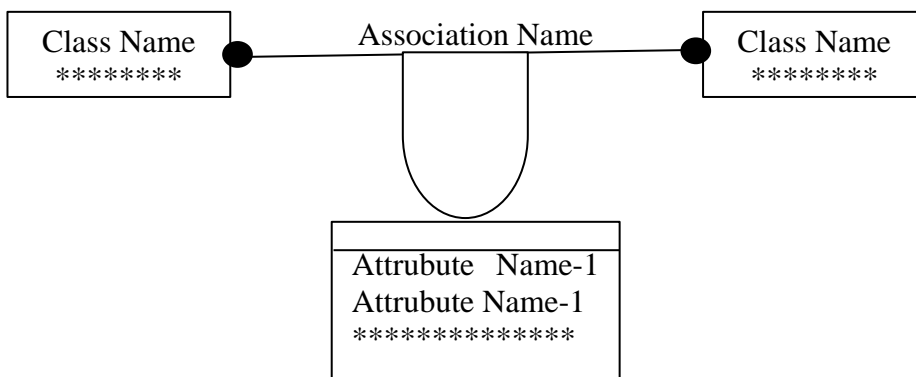 Association Name
Class Name
********
Class Name
********
Attrubute Name-1
Attrubute Name-1
**************